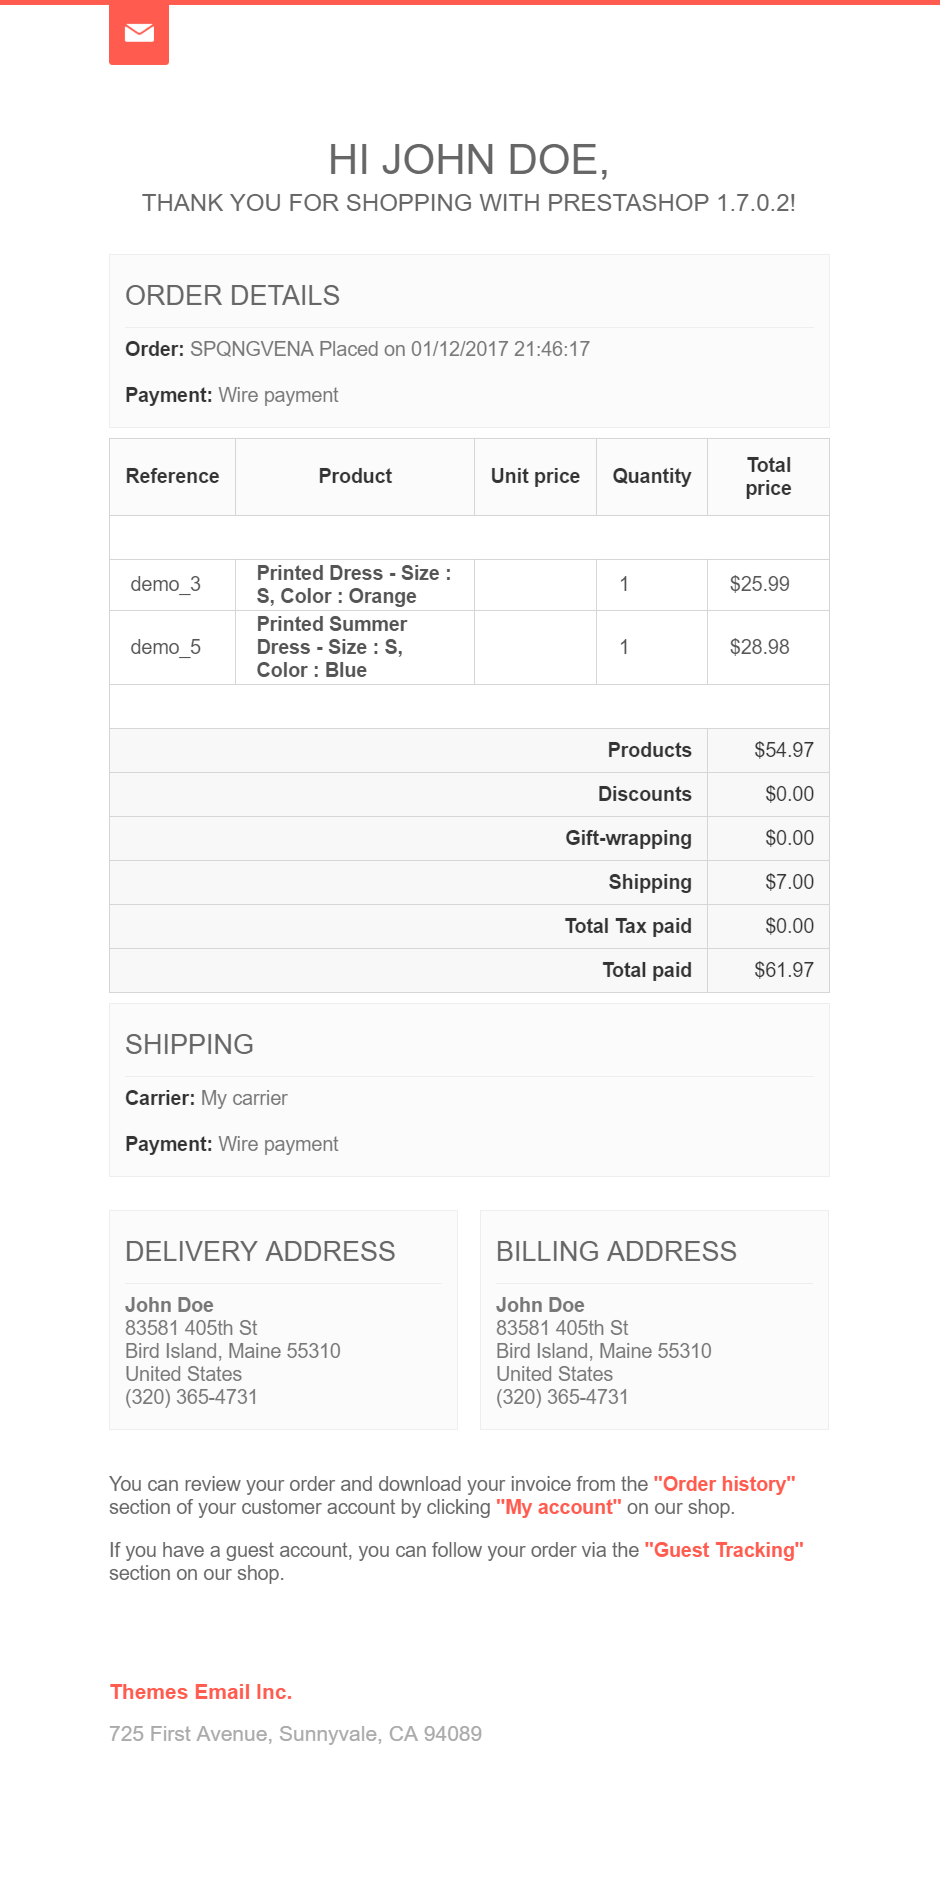 HI JOHN DOE,
THANK YOU FOR SHOPPING WITH PRESTASHOP 1.7.0.2!
ORDER DETAILS
Order: SPQNGVENA Placed on 01/12/2017 21:46:17
Payment: Wire payment
Reference Product Unit price Quantity Total price
demo_3 Printed Dress - Size : S, Color : Orange 1 $25.99
demo_5 Printed Summer Dress - Size : S, Color : Blue 1 $28.98
Products $54.97
Discounts $0.00
Gift-wrapping $0.00
Shipping $7.00
Total Tax paid $0.00
Total paid $61.97
SHIPPING
Carrier: My carrier
Payment: Wire payment
DELIVERY ADDRESS
John Doe
83581 405th St
Bird Island, Maine 55310
United States
(320) 365-4731
BILLING ADDRESS
John Doe
83581 405th St
Bird Island, Maine 55310
United States
(320) 365-4731
You can review your order and download your invoice from the "Order history"
section of your customer account by clicking "My account" on our shop.
If you have a guest account, you can follow your order via the "Guest Tracking"
section on our shop.
Themes Email Inc.
725 First Avenue, Sunnyvale, CA 94089